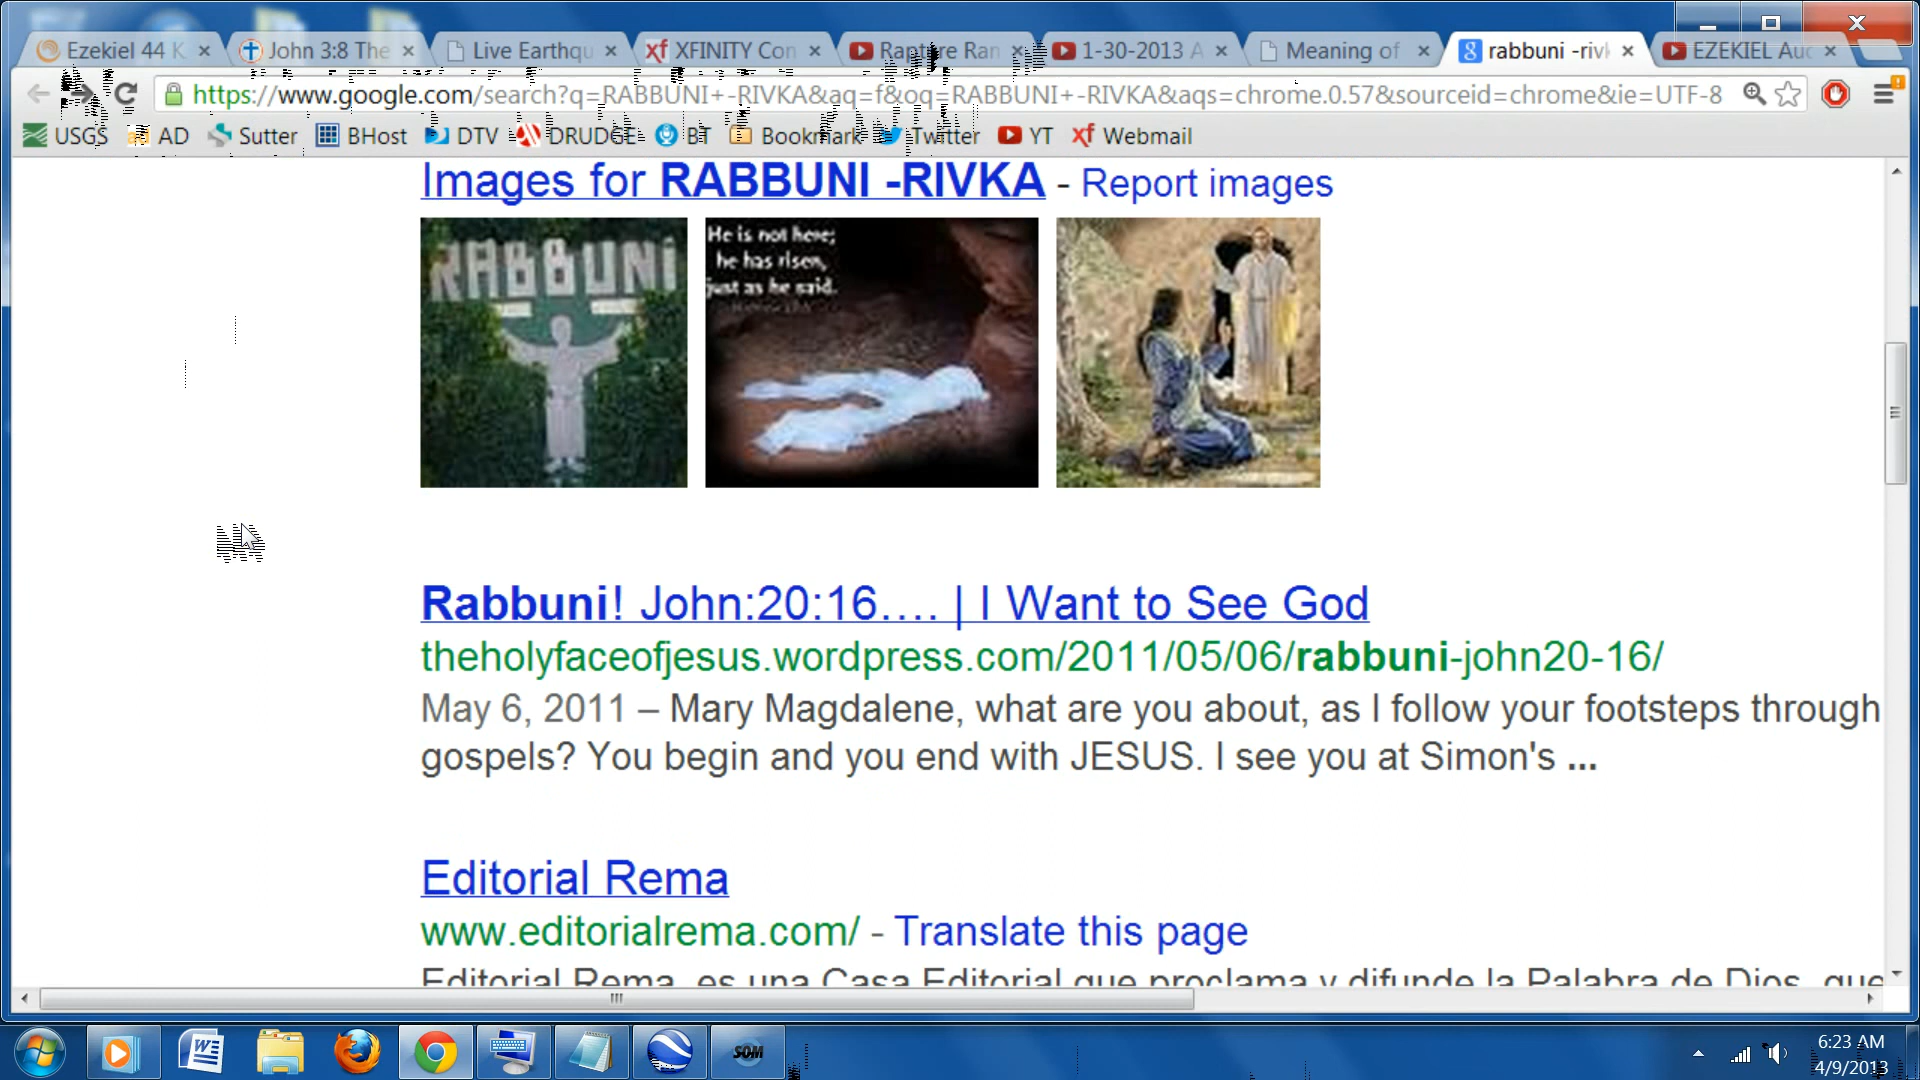 Ezekiel 44 K
John 3:8 The
Live Earthqu
XFINITY Con
Rapture Ran
1-30-2013 A
Meaning of
rabbuni -rivk
EZEKIEL Auc
https://www.google.com/search?q=RABBUNI+-RIVKA&aq=f&oq=RABBUNI+-RIVKA&aqs=chrome.0.57&sourceid=chrome&ie=UTF-8
USGS AD Sutter BHost DTV DRUDGE BT Bookmark Twitter YT Webmail
Images for RABBUNI -RIVKA - Report images
RABBUNi
He is not here;
he has risen,
just as he said.
Rabbuni! John:20:16.... | I Want to See God
theholyfaceofjesus.wordpress.com/2011/05/06/rabbuni-john20-16/
May 6, 2011 – Mary Magdalene, what are you about, as I follow your footsteps through
gospels? You begin and you end with JESUS. I see you at Simon's ...
Editorial Rema
www.editorialrema.com/ - Translate this page
Editorial Rema, es una Casa Editorial que proclama y difunde la Palabra de Dios, que
SOM
6:23 AM
4/9/2013